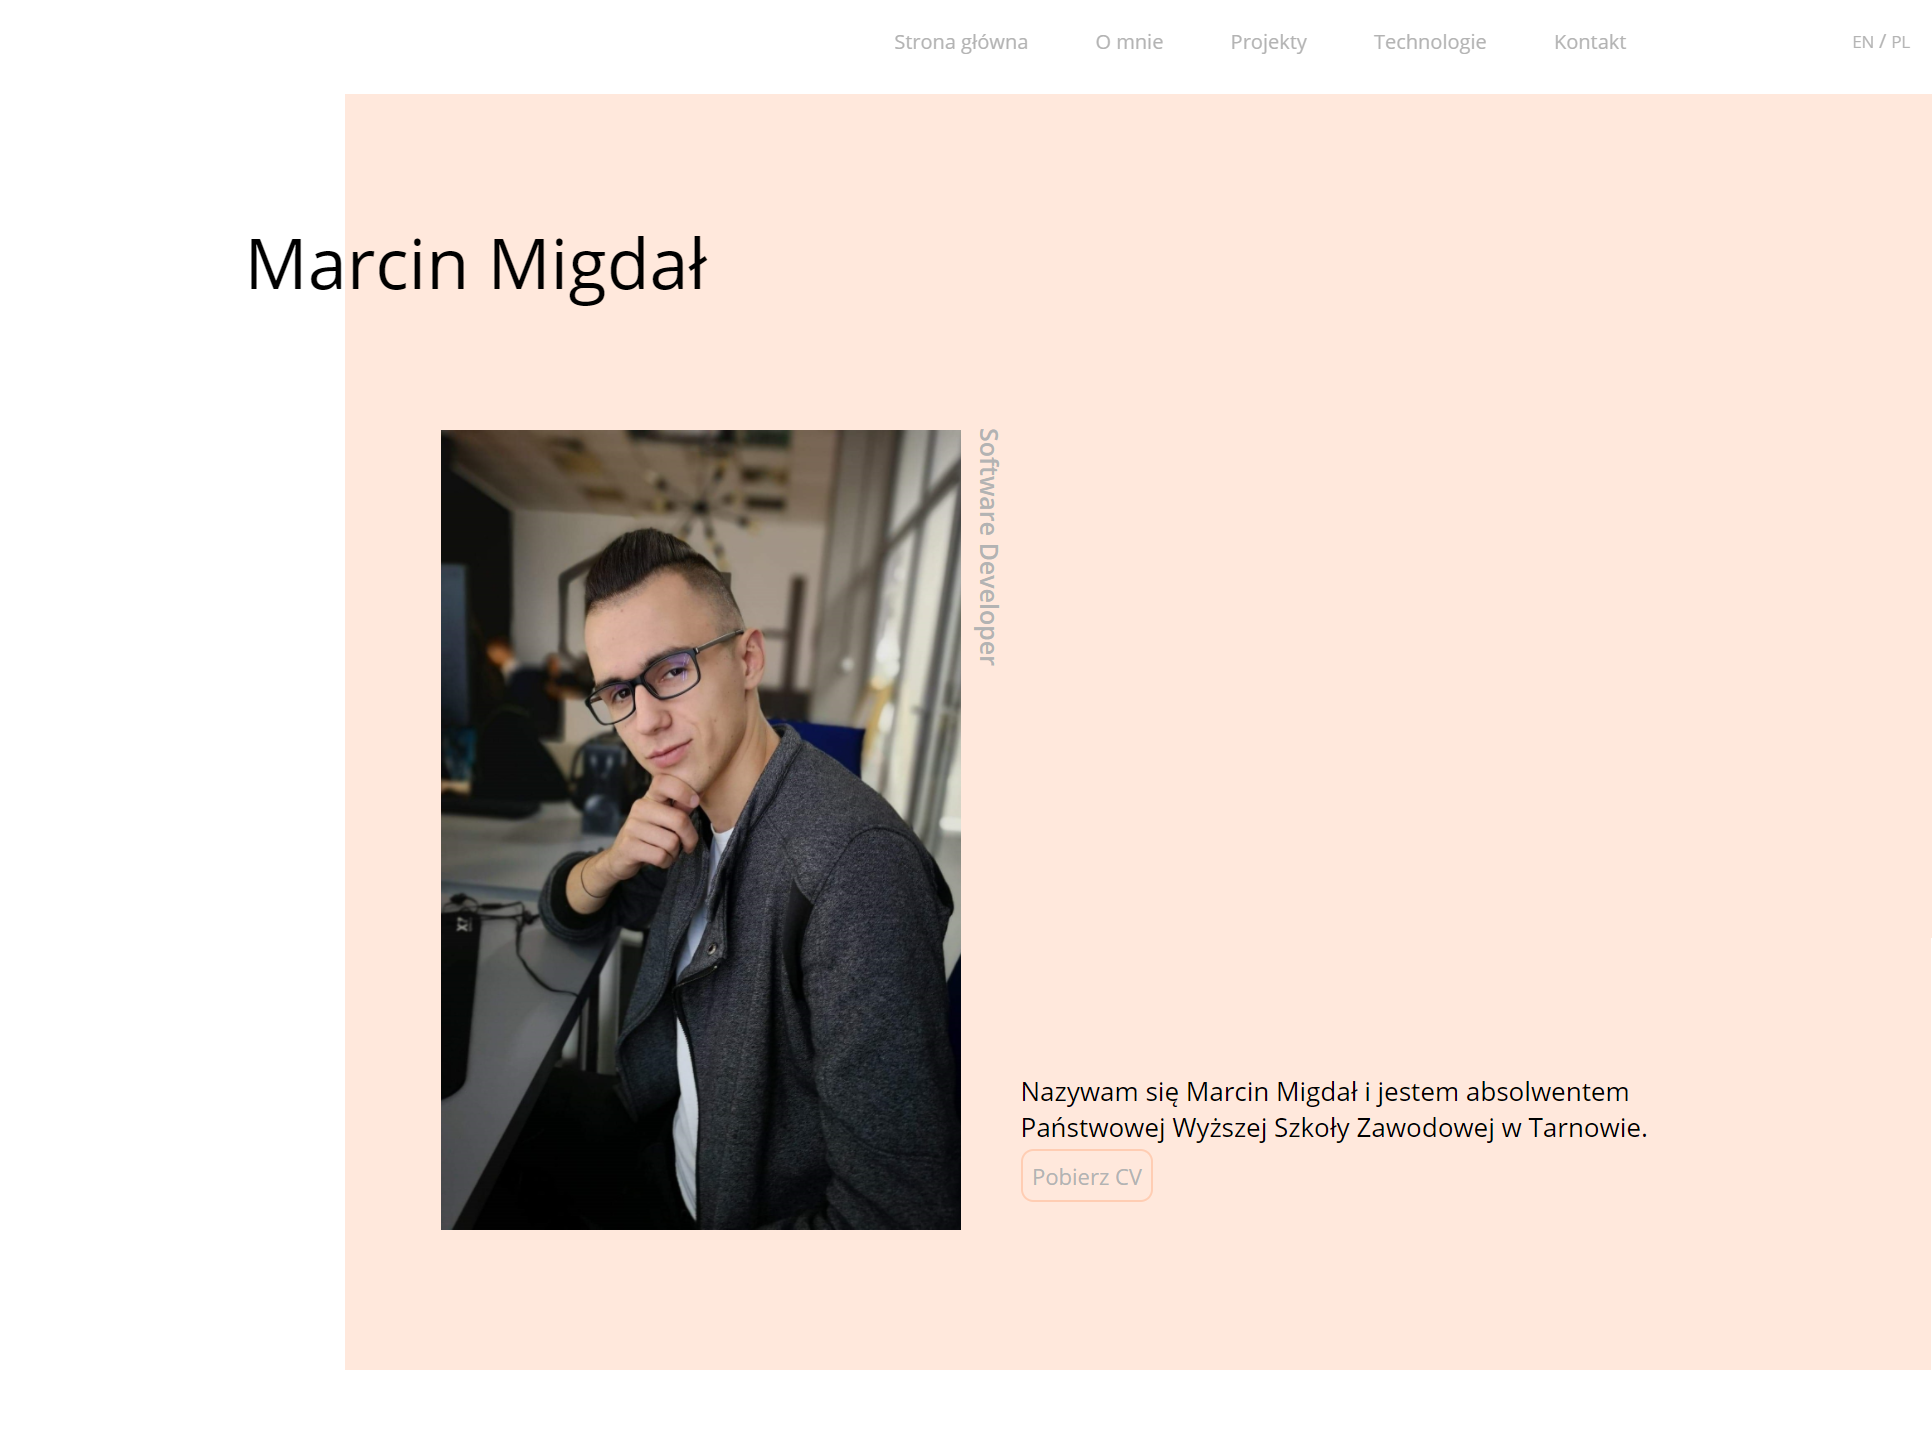 Strona główna O mnie Projekty Technologie Kontakt EN / PL
Marcin Migdał
Software Developer
Nazywam się Marcin Migdał i jestem absolwentem
Państwowej Wyższej Szkoły Zawodowej w Tarnowie.
Pobierz CV